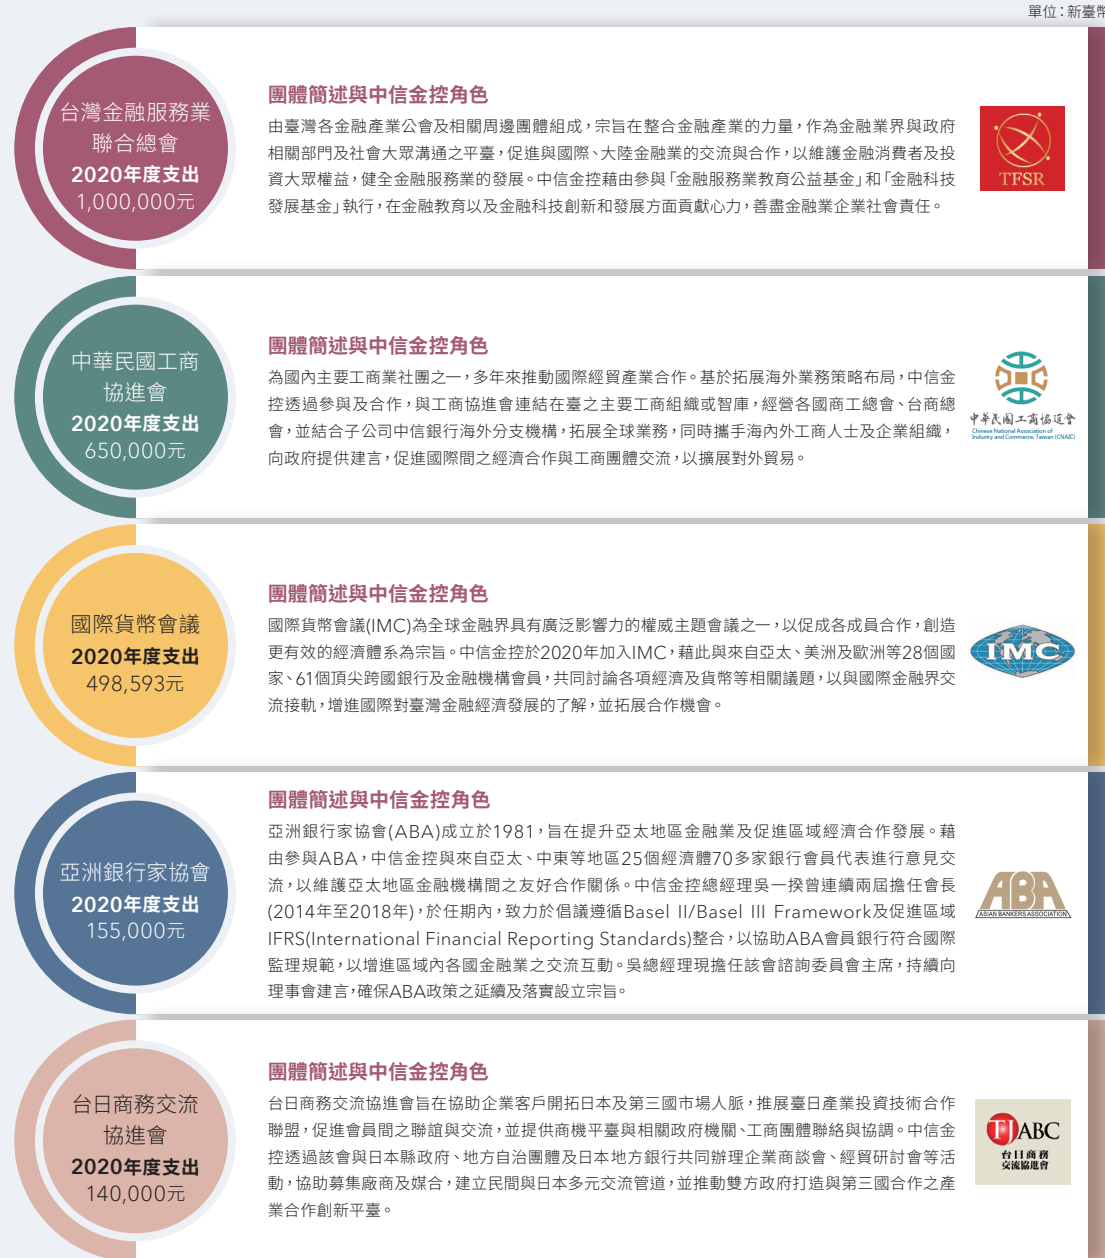 單位：新臺幣
台灣金融服務業
聯合總會
2020年度支出
1,000,000元
團體簡述與中信金控角色
由臺灣各金融產業公會及相關周邊團體組成，宗旨在整合金融產業的力量，作為金融業界與政府
相關部門及社會大眾溝通之平臺，促進與國際、大陸金融業的交流與合作，以維護金融消費者及投
資大眾權益，健全金融服務業的發展。中信金控藉由參與「金融服務業教育公益基金」和「金融科技
發展基金」執行，在金融教育以及金融科技創新和發展方面貢獻心力，善盡金融業企業社會責任。
TFSR
中華民國工商
協進會
2020年度支出
650,000元
團體簡述與中信金控角色
為國內主要工商業社團之一，多年來推動國際經貿產業合作。基於拓展海外業務策略布局，中信金
控透過參與及合作，與工商協進會連結在臺之主要工商組織或智庫，經營各國商工總會、台商總
會，並結合子公司中信銀行海外分支機構，拓展全球業務，同時攜手海內外工商人士及企業組織，
向政府提供建言，促進國際間之經濟合作與工商團體交流，以擴展對外貿易。
中華民國工商協進會
Chinese National Association of
Industry and Commerce, Taiwan (CNAIC)
國際貨幣會議
2020年度支出
498,593元
團體簡述與中信金控角色
國際貨幣會議(IMC)為全球金融界具有廣泛影響力的權威主題會議之一，以促成各成員合作，創造
更有效的經濟體系為宗旨。中信金控於2020年加入IMC，藉此與來自亞太、美洲及歐洲等28個國
家、61個頂尖跨國銀行及金融機構會員，共同討論各項經濟及貨幣等相關議題，以與國際金融界交
流接軌，增進國際對臺灣金融經濟發展的了解，並拓展合作機會。
IMC
亞洲銀行家協會
2020年度支出
155,000元
團體簡述與中信金控角色
亞洲銀行家協會(ABA)成立於1981，旨在提升亞太地區金融業及促進區域經濟合作發展。藉
由參與ABA，中信金控與來自亞太、中東等地區25個經濟體70多家銀行會員代表進行意見交
流，以維護亞太地區金融機構間之友好合作關係。中信金控總經理吳一揆曾連續兩屆擔任會長
(2014年至2018年)，於任期內，致力於倡議遵循Basel II/Basel III Framework及促進區域
IFRS(International Financial Reporting Standards)整合，以協助ABA會員銀行符合國際
監理規範，以增進區域內各國金融業之交流互動。吳總經理現擔任該會諮詢委員會主席，持續向
理事會建言，確保ABA政策之延續及落實設立宗旨。
ABA
ASIAN BANKERS ASSOCIATION
台日商務交流
協進會
2020年度支出
140,000元
團體簡述與中信金控角色
台日商務交流協進會旨在協助企業客戶開拓日本及第三國市場人脈，推展臺日產業投資技術合作
聯盟，促進會員間之聯誼與交流，並提供商機平臺與相關政府機關、工商團體聯絡與協調。中信金
控透過該會與日本縣政府、地方自治團體及日本地方銀行共同辦理企業商談會、經貿研討會等活
動，協助募集廠商及媒合，建立民間與日本多元交流管道，並推動雙方政府打造與第三國合作之產
業合作創新平臺。
TJABC
台日商務
交流協進會